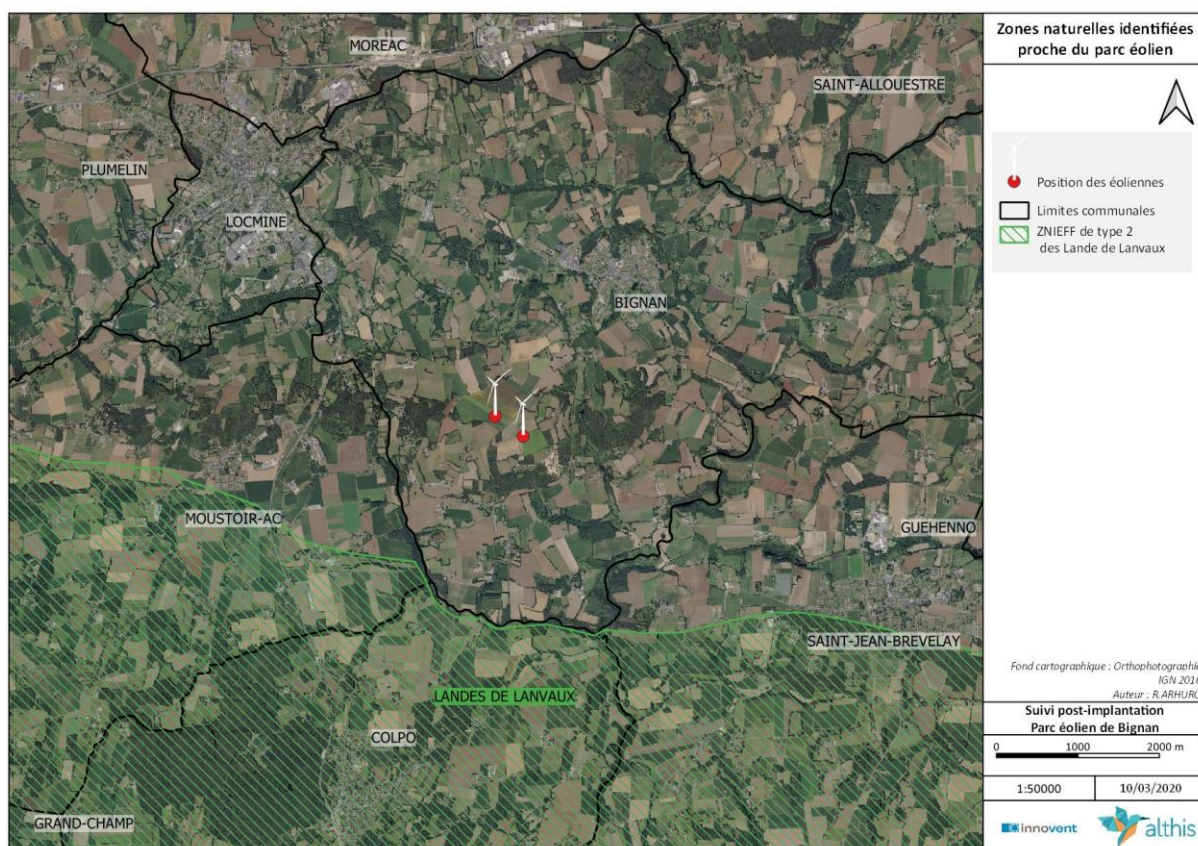 MOREAC
SAINT-ALLOUESTRE
PLUMELIN
LOCMINE
BIGNAN
MOUSTOIR-AC
GUEHENNO
SAINT-JEAN-BREVELAY
LANDES DE LANVAUX
COLPO
GRAND-CHAMP
Zones naturelles identifiées
proche du parc éolien
Position des éoliennes
Limites communales
ZNIEFF de type 2
des Lande de Lanvaux
Fond cartographique : Orthophotographie
IGN 2016
Auteur : R.ARHURO
Suivi post-implantation
Parc éolien de Bignan
0 1000 2000 m
1:50000 10/03/2020
innovent althis